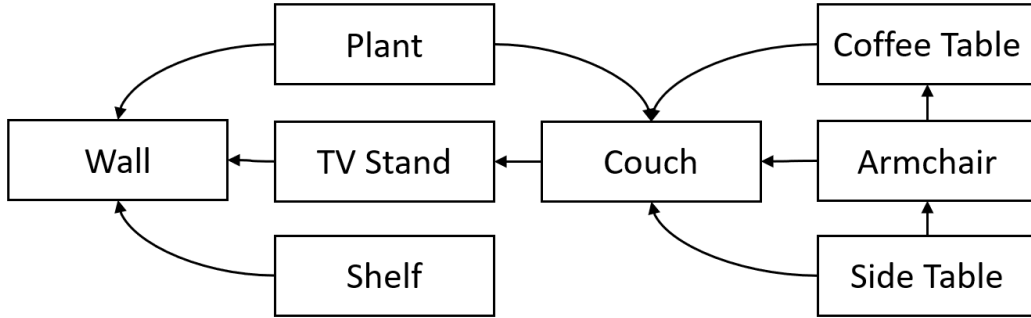 Plant
Coffee Table
Wall
TV Stand
Couch
Armchair
Shelf
Side Table